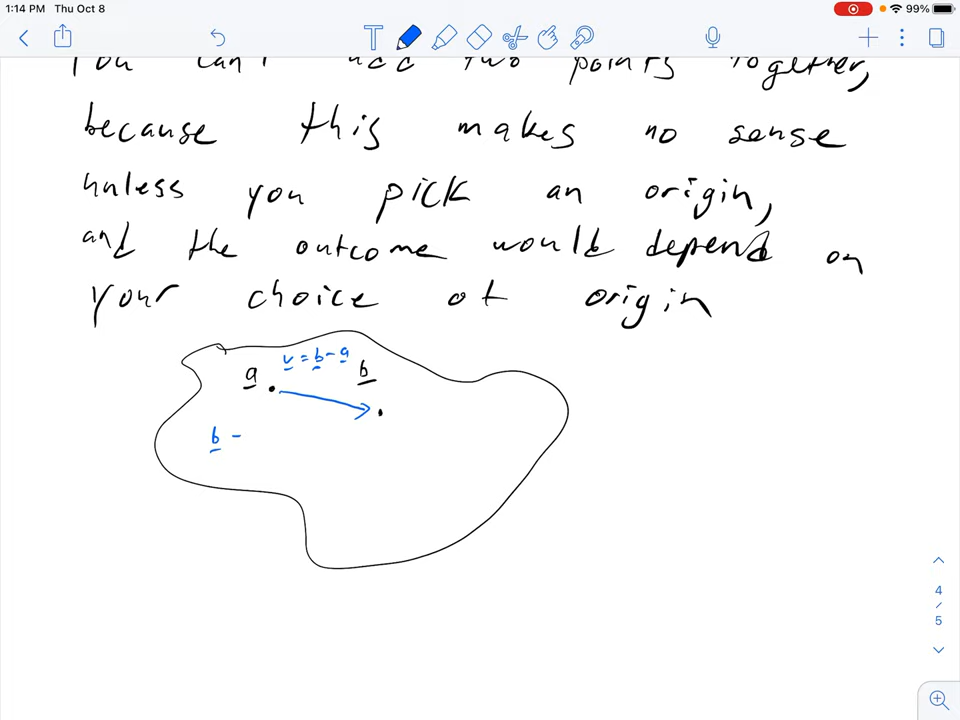 1:14 PM Thu Oct 8
99%
T
You can't add two points together,
because this makes no sense
unless you pick an origin,
and the outcome would depend on
your choice of origin
v = b - a
a
b
b -
4
/
5